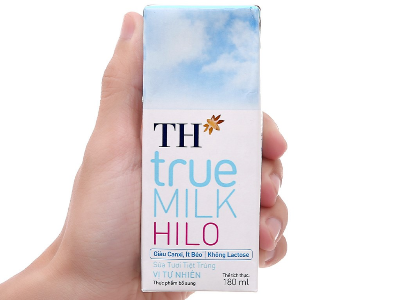 TH
true
MILK
HILO
Giàu Canxi, Ít Béo Không Lactose
Sữa Tươi Tiệt Trùng
VỊ TỰ NHIÊN
Thực phẩm bổ sung
Thể tích thực:
180 ml